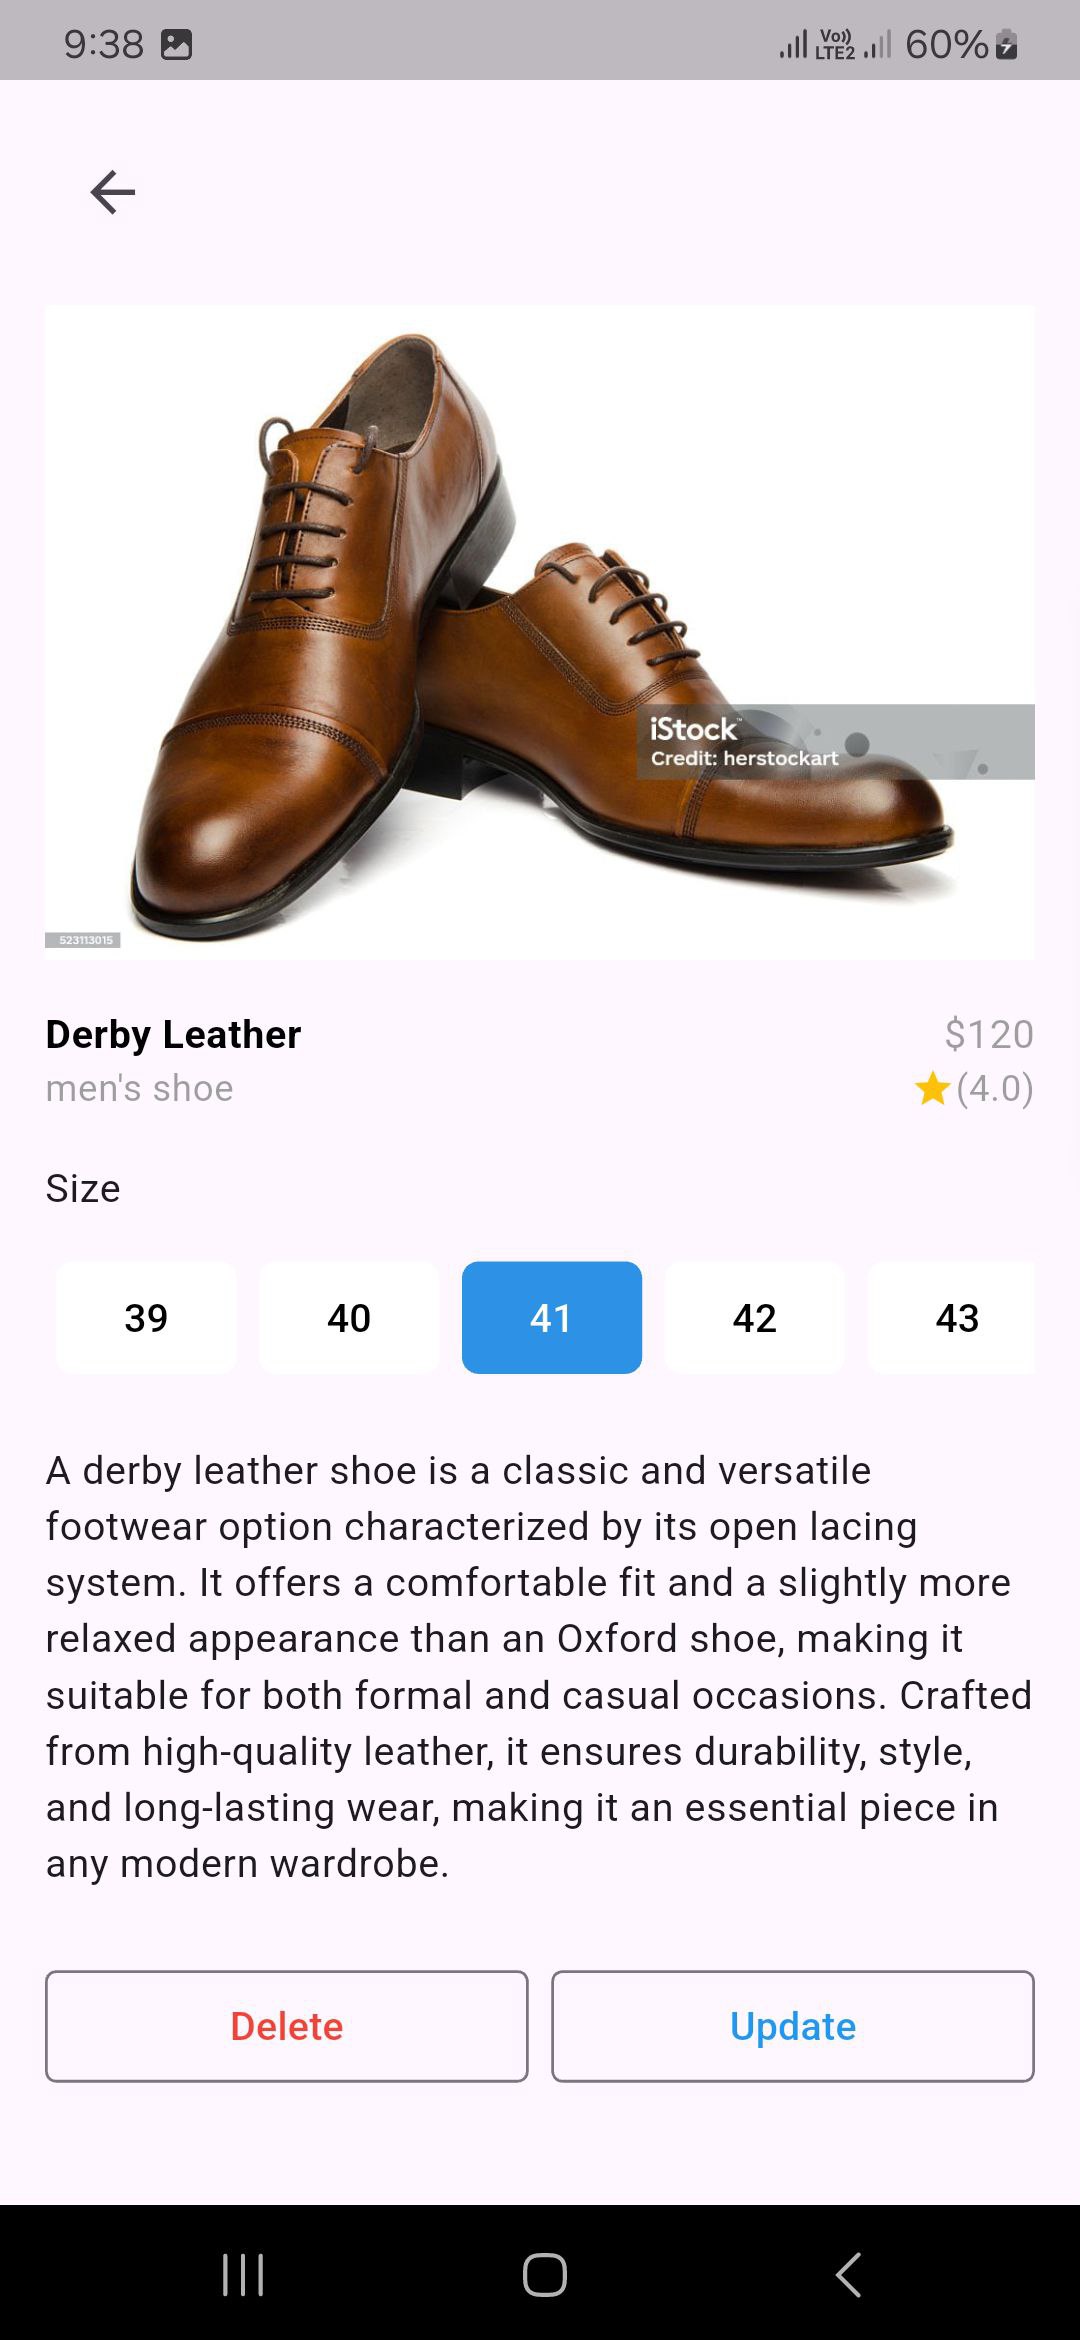 9:38
Vo)) LTE2 60%
iStock™
Credit: herstockart
523113015
Derby Leather $120
men's shoe (4.0)
Size
39 40 41 42 43
A derby leather shoe is a classic and versatile
footwear option characterized by its open lacing
system. It offers a comfortable fit and a slightly more
relaxed appearance than an Oxford shoe, making it
suitable for both formal and casual occasions. Crafted
from high-quality leather, it ensures durability, style,
and long-lasting wear, making it an essential piece in
any modern wardrobe.
Delete Update